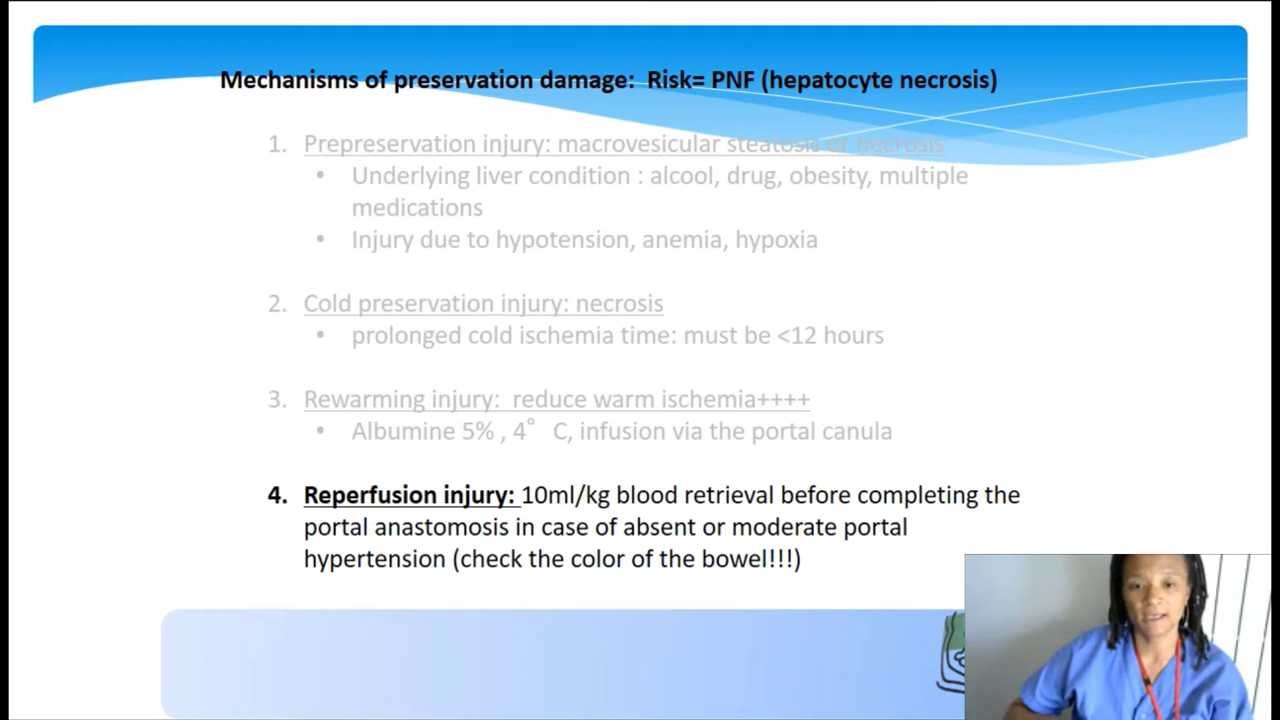 Mechanisms of preservation damage:  Risk= PNF (hepatocyte necrosis)
1. Prepreservation injury: macrovesicular steatosis or necrosis
• Underlying liver condition : alcool, drug, obesity, multiple
medications
• Injury due to hypotension, anemia, hypoxia
2. Cold preservation injury: necrosis
• prolonged cold ischemia time: must be <12 hours
3. Rewarming injury:  reduce warm ischemia++++
• Albumine 5% , 4° C, infusion via the portal canula
4. Reperfusion injury: 10ml/kg blood retrieval before completing the
portal anastomosis in case of absent or moderate portal
hypertension (check the color of the bowel!!!)